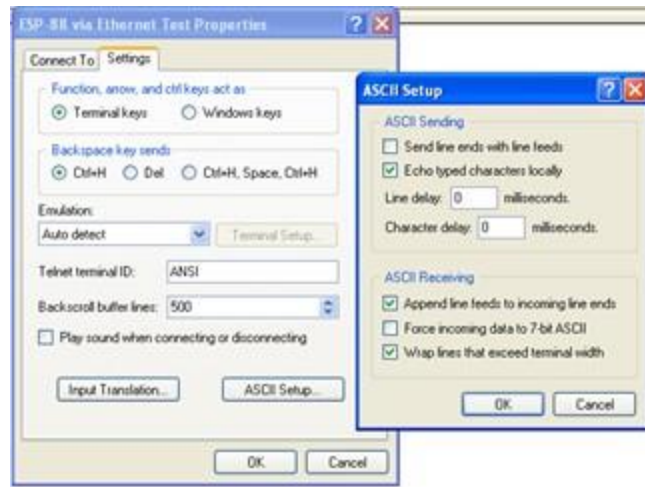 ESP-8II via Ethernet Test Properties
Connect To Settings
Function, arrow, and ctrl keys act as
Terminal keys Windows keys
Backspace key sends
Ctrl+H Del Ctrl+H, Space, Ctrl+H
Emulation:
Auto detect Terminal Setup...
Telnet terminal ID: ANSI
Backscroll buffer lines: 500
Play sound when connecting or disconnecting
Input Translation... ASCII Setup...
OK Cancel
ASCII Setup
ASCII Sending
Send line ends with line feeds
Echo typed characters locally
Line delay: 0 milliseconds.
Character delay: 0 milliseconds.
ASCII Receiving
Append line feeds to incoming line ends
Force incoming data to 7-bit ASCII
Wrap lines that exceed terminal width
OK Cancel